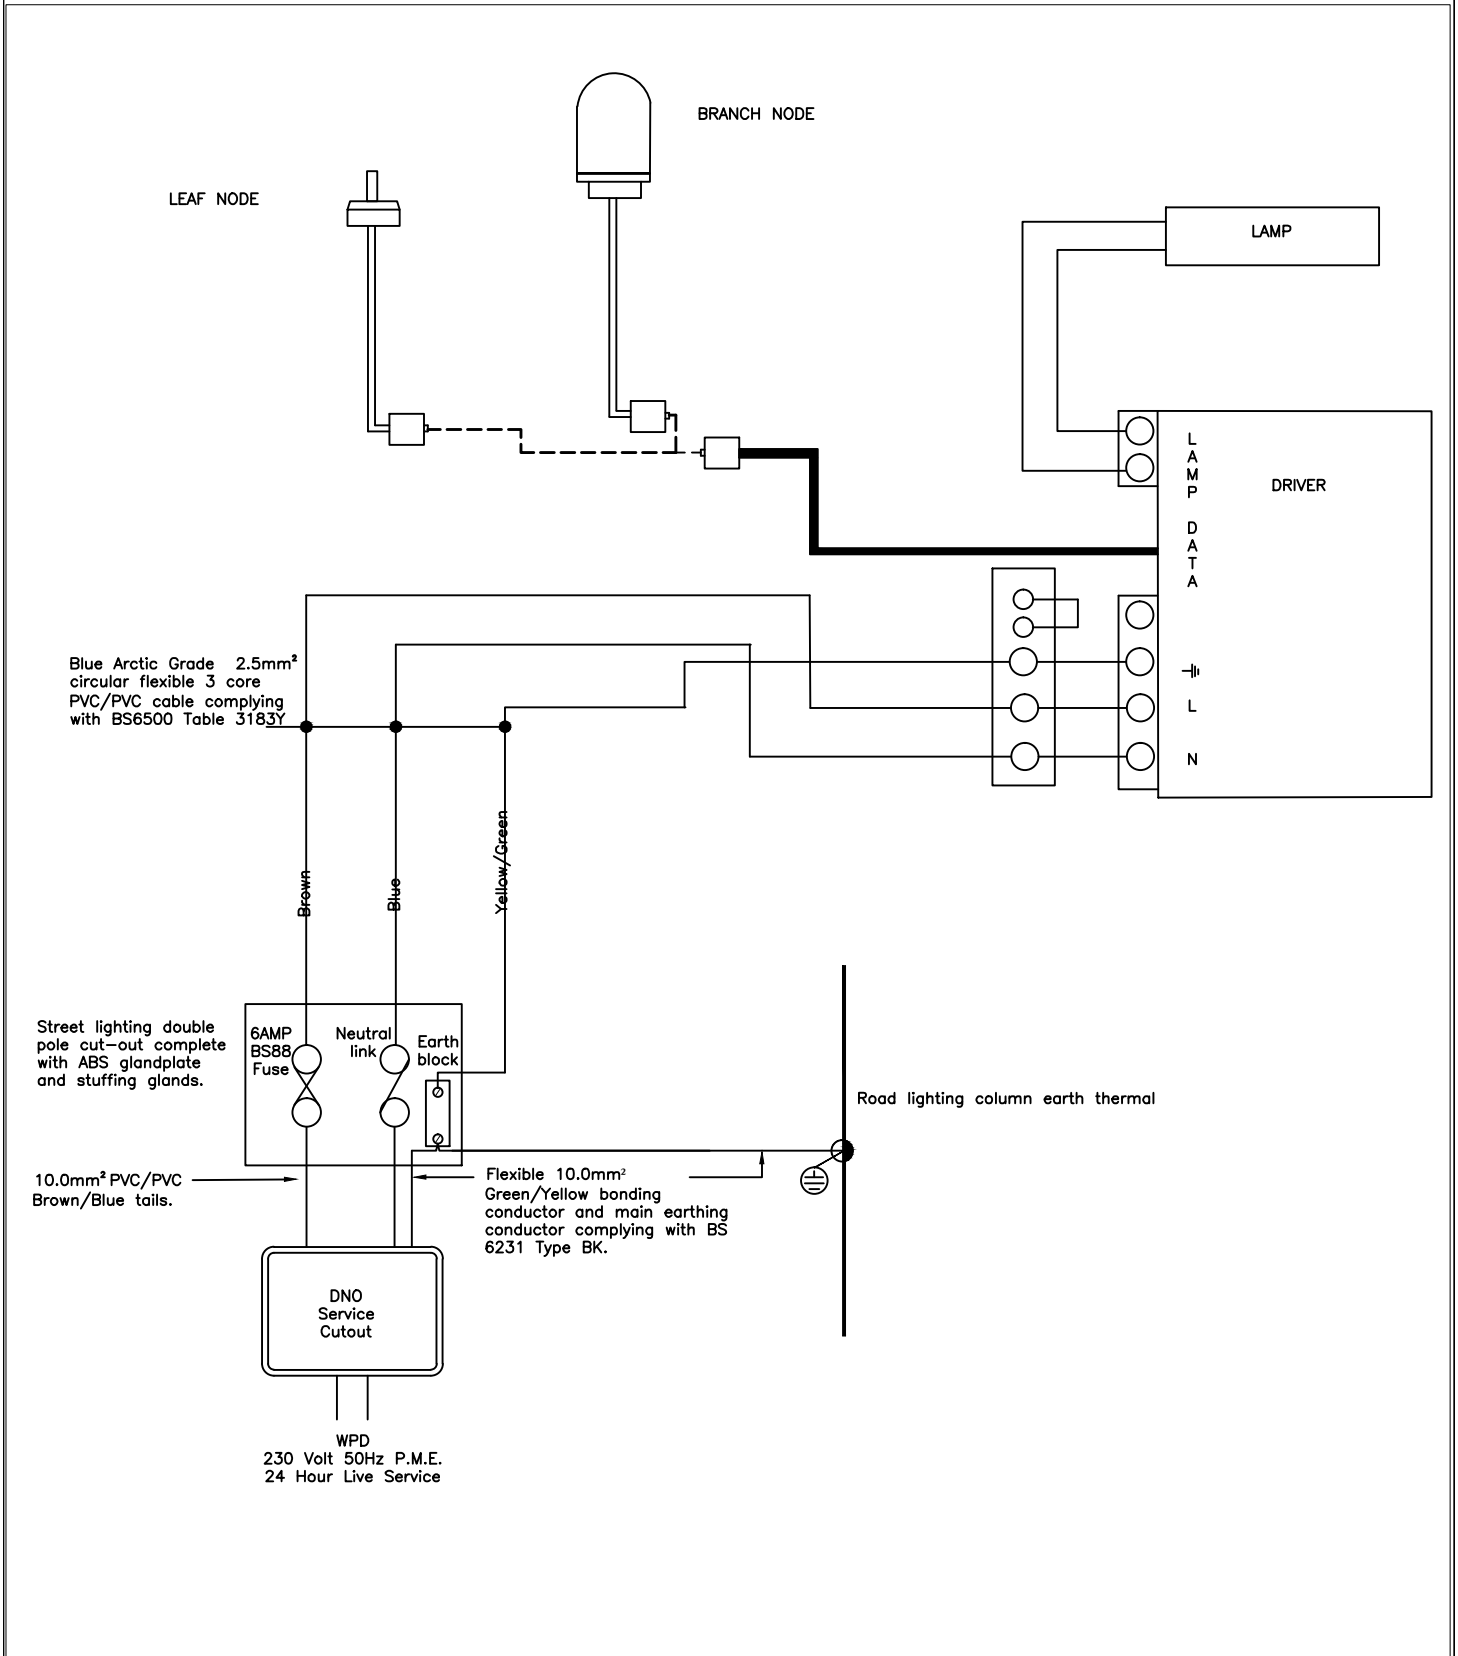 BRANCH NODE
LEAF NODE
LAMP
LAMP DATA
DRIVER
Blue Arctic Grade 2.5mm²
circular flexible 3 core
PVC/PVC cable complying
with BS6500 Table 3183Y
L
N
Brown
Blue
Yellow/Green
Street lighting double
pole cut-out complete
with ABS glandplate
and stuffing glands.
6AMP
BS88
Fuse
Neutral
link
Earth
block
Road lighting column earth thermal
10.0mm² PVC/PVC
Brown/Blue tails.
Flexible 10.0mm²
Green/Yellow bonding
conductor and main earthing
conductor complying with BS
6231 Type BK.
DNO
Service
Cutout
WPD
230 Volt 50Hz P.M.E.
24 Hour Live Service